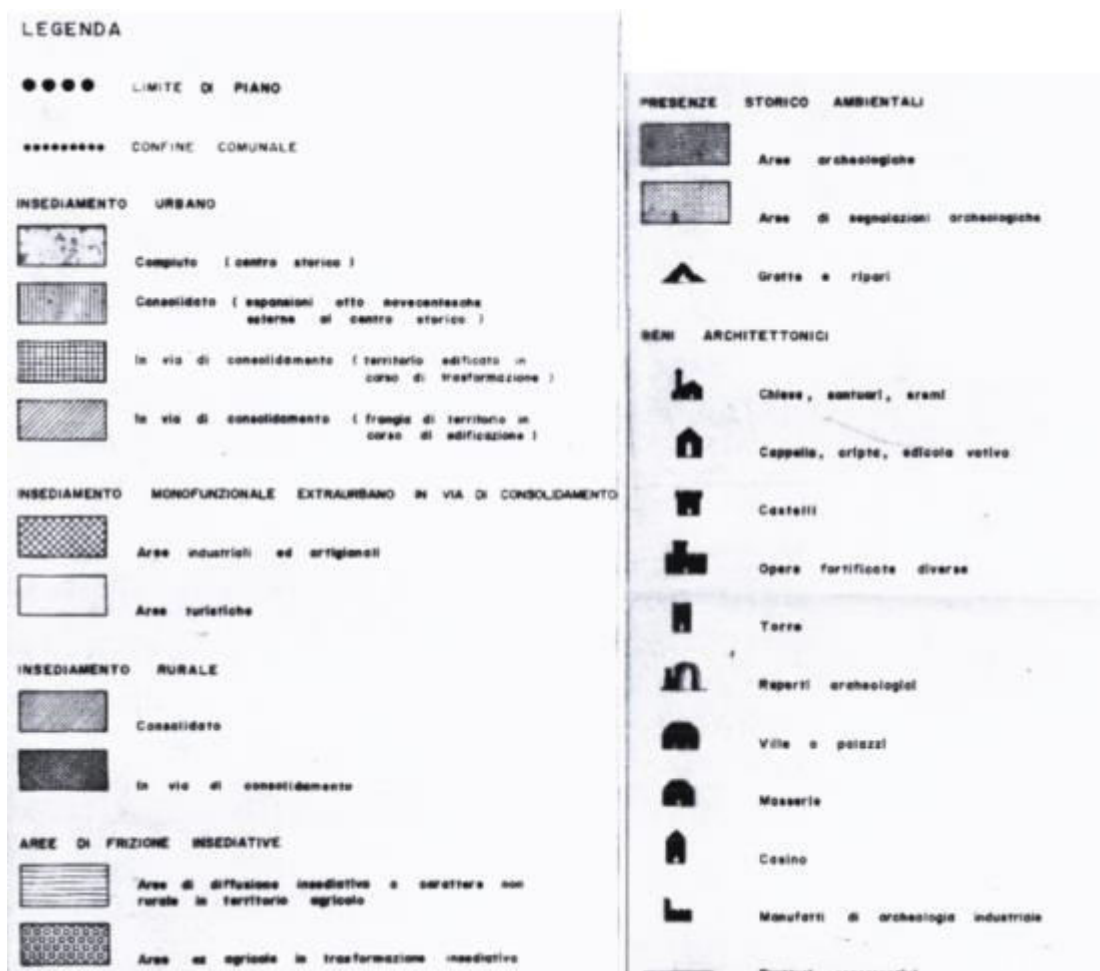 LEGENDA
LIMITE DI PIANO
CONFINE COMUNALE
INSEDIAMENTO URBANO
Compiuto (centro storico)
Consolidato (espansioni otto novecentesche
esterne al centro storico)
In via di consolidamento (territorio edificato in
corso di trasformazione)
In via di consolidamento (frangia di territorio in
corso di edificazione)
INSEDIAMENTO MONOFUNZIONALE EXTRAURBANO IN VIA DI CONSOLIDAMENTO
Aree industriali ed artigianali
Aree turistiche
INSEDIAMENTO RURALE
Consolidato
In via di consolidamento
AREE DI FRIZIONE INSEDIATIVE
Aree di diffusione insediativa a carattere non
rurale in territorio agricolo
Aree ex agricole in trasformazione insediativa
PRESENZE STORICO AMBIENTALI
Aree archeologiche
Aree di segnalazioni archeologiche
Grotte e ripari
BENI ARCHITETTONICI
Chiese, santuari, eremi
Cappella, cripta, edicola votiva
Castelli
Opere fortificate diverse
Torre
Reperti archeologici
Ville o palazzi
Masserie
Casino
Manufatti di archeologia industriale